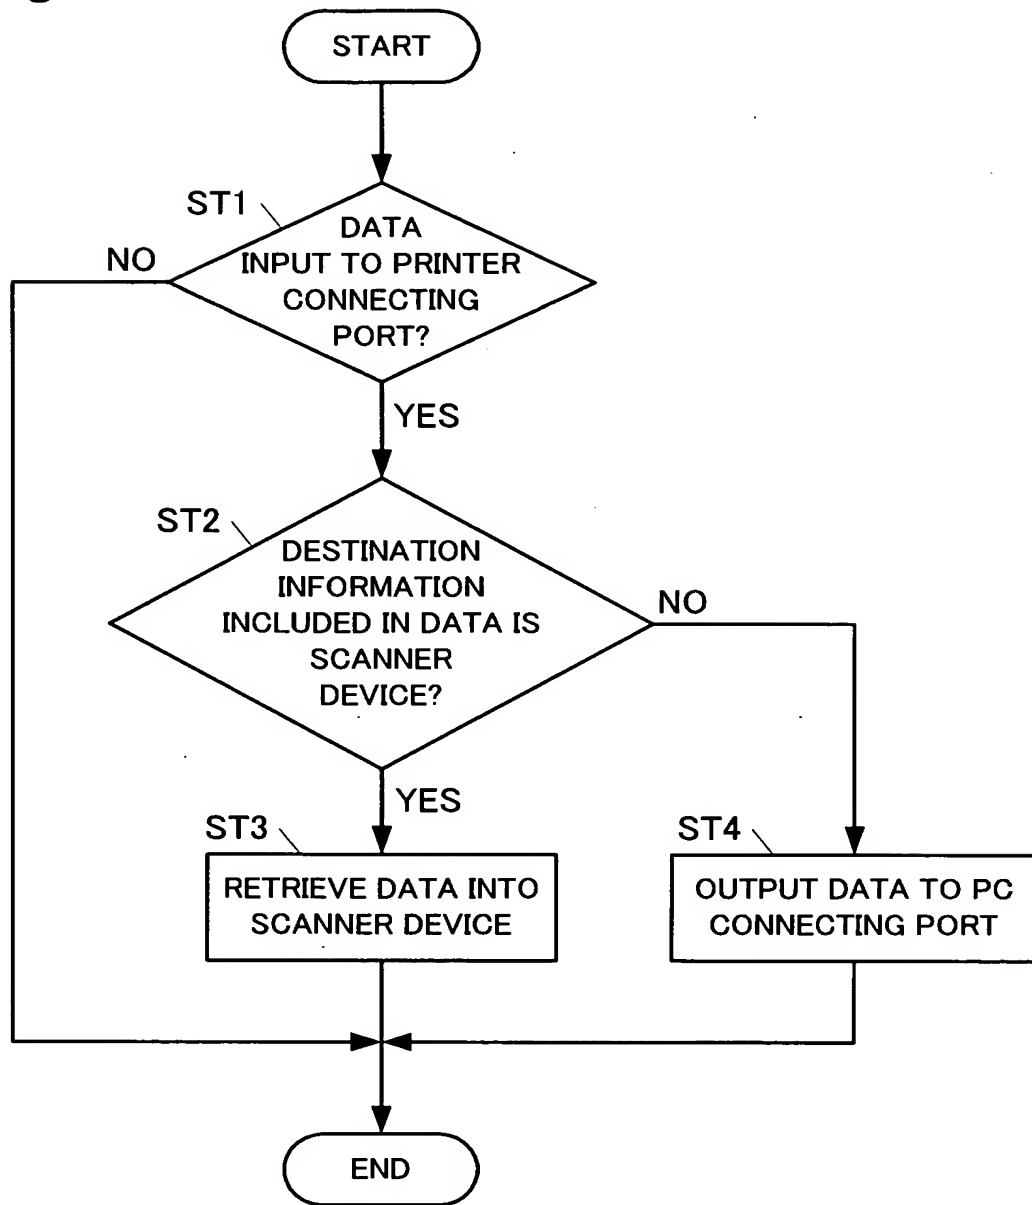 START
ST1
DATA
INPUT TO PRINTER
CONNECTING
PORT?
NO
YES
ST2
DESTINATION
INFORMATION
INCLUDED IN DATA IS
SCANNER
DEVICE?
NO
YES
ST3
RETRIEVE DATA INTO
SCANNER DEVICE
ST4
OUTPUT DATA TO PC
CONNECTING PORT
END